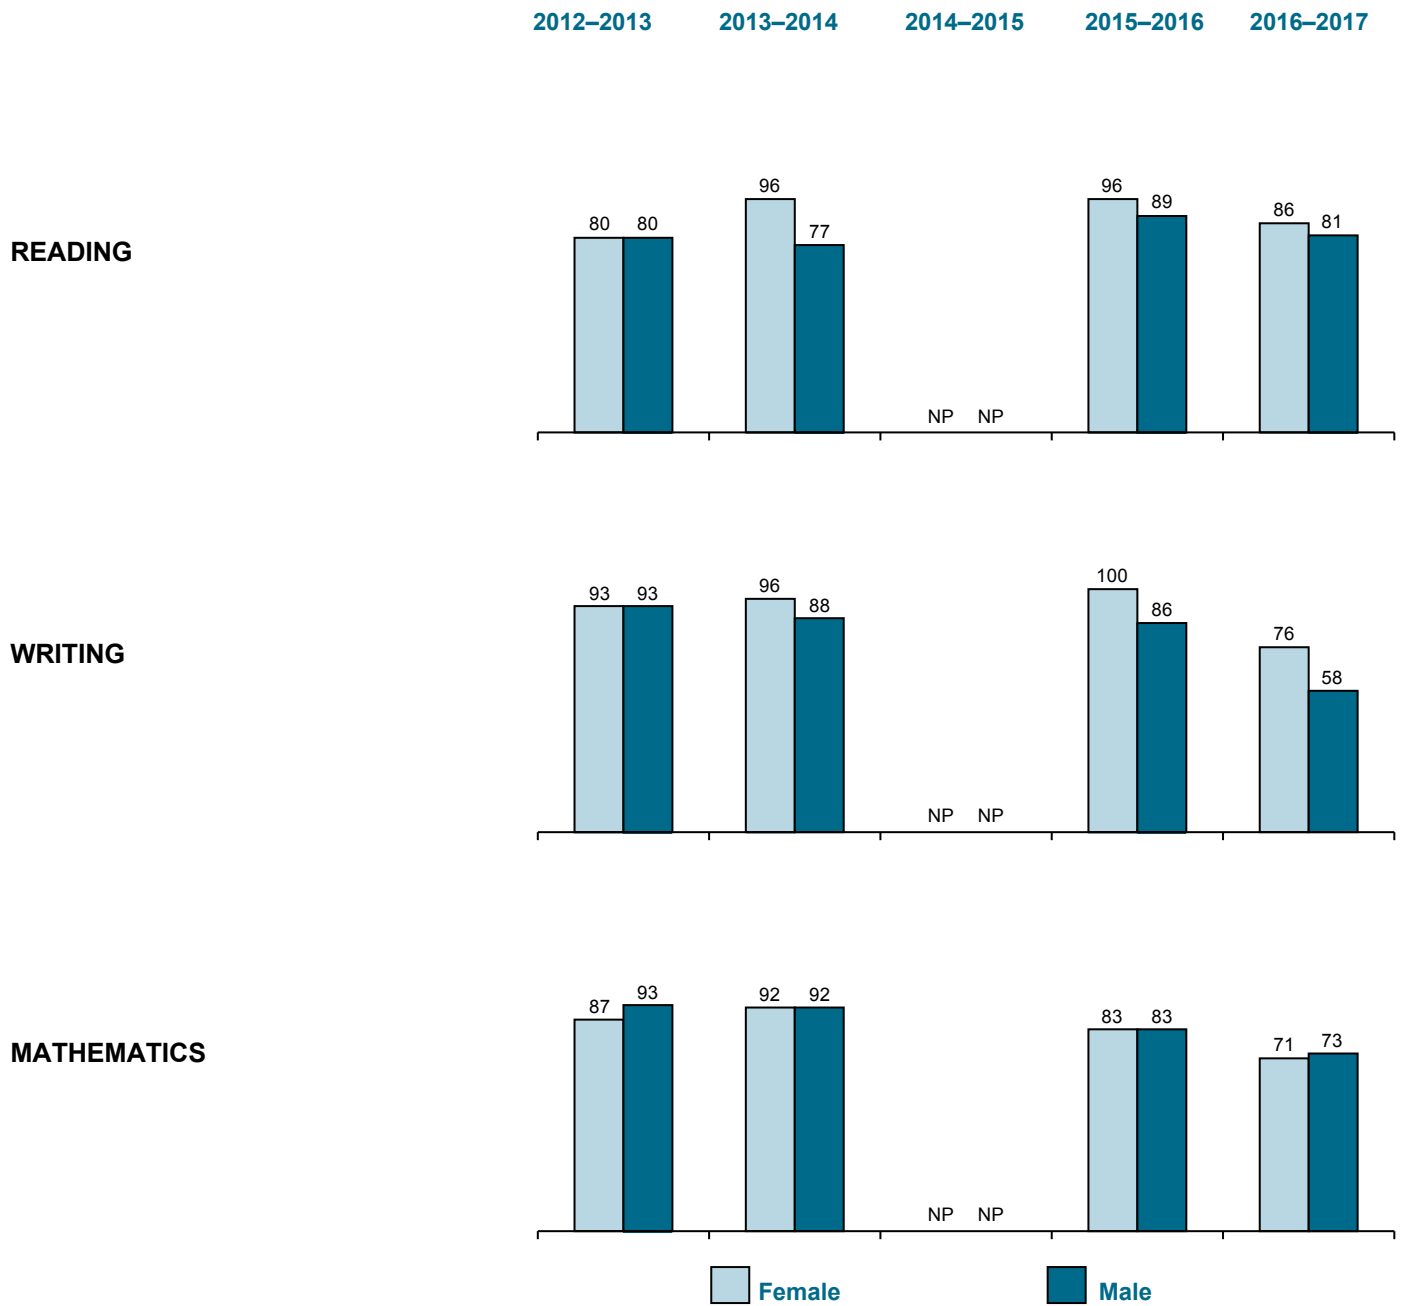 2012–2013 2013–2014 2014–2015 2015–2016 2016–2017
READING
80 80 96 77 NP NP 96 89 86 81
WRITING
93 93 96 88 NP NP 100 86 76 58
MATHEMATICS
87 93 92 92 NP NP 83 83 71 73
Female Male